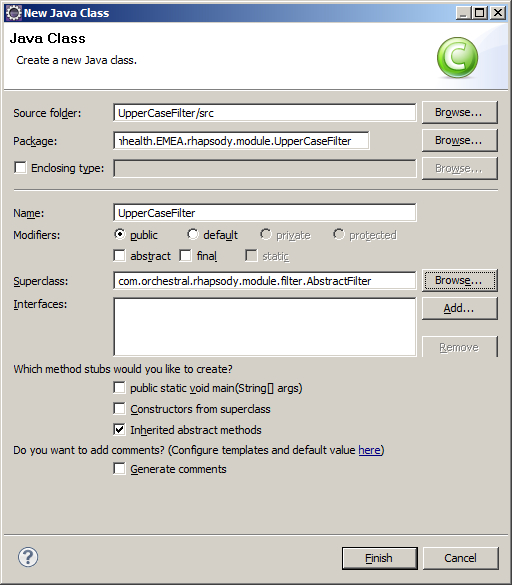 New Java Class
Java Class
Create a new Java class.
Source folder: UpperCaseFilter/src Browse...
Package: health.EMEA.rhapsody.module.UpperCaseFilter Browse...
Enclosing type: Browse...
Name: UpperCaseFilter
Modifiers: public default private protected
abstract final static
Superclass: com.orchestral.rhapsody.module.filter.AbstractFilter Browse...
Interfaces: Add...
Remove
Which method stubs would you like to create?
public static void main(String[] args)
Constructors from superclass
Inherited abstract methods
Do you want to add comments? (Configure templates and default value here)
Generate comments
? Finish Cancel